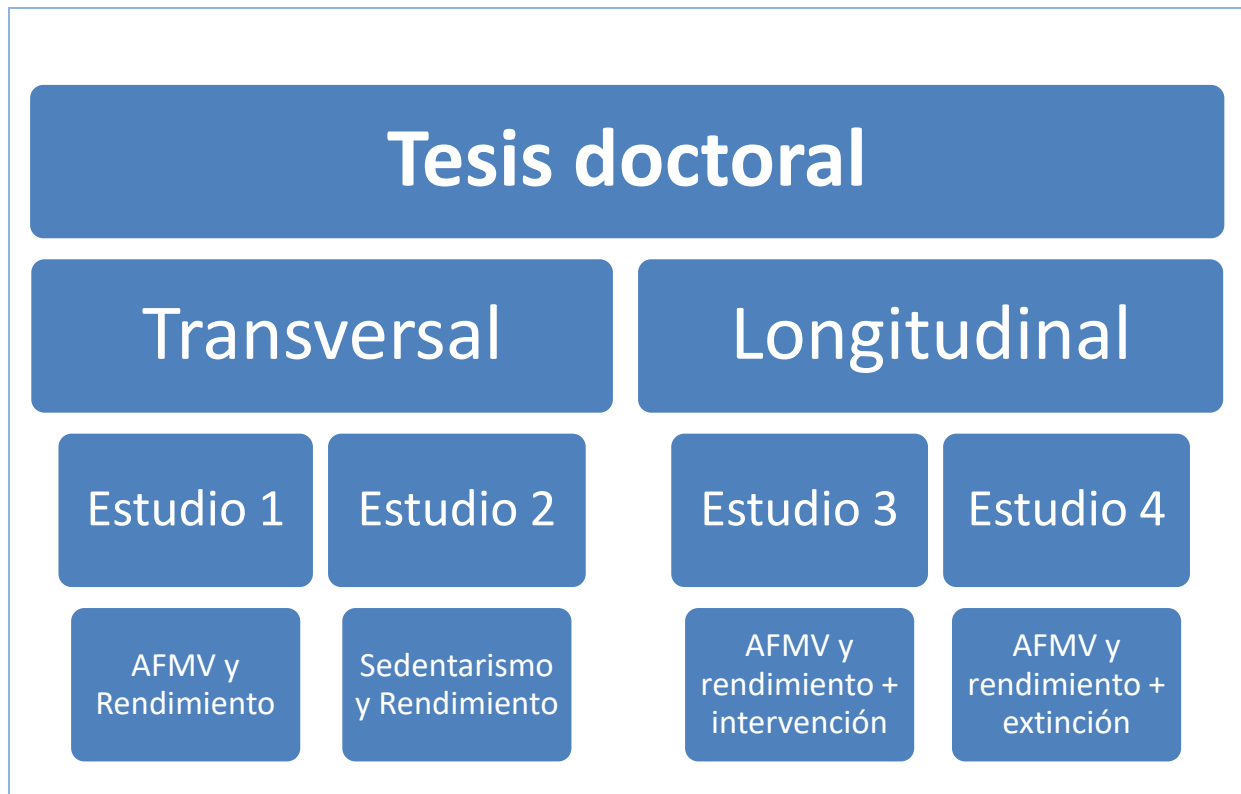 Tesis doctoral
Transversal
Longitudinal
Estudio 1
Estudio 2
Estudio 3
Estudio 4
AFMV y
Rendimiento
Sedentarismo
y Rendimiento
AFMV y
rendimiento +
intervención
AFMV y
rendimiento +
extinción